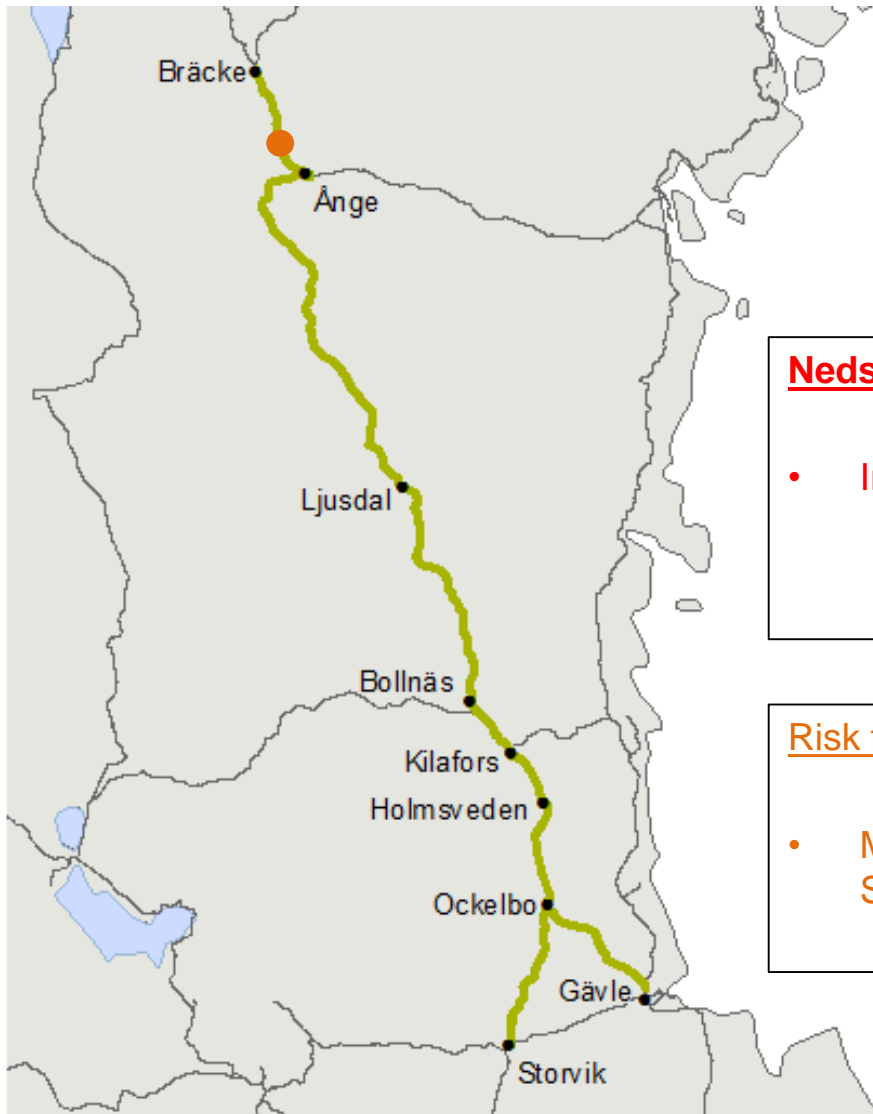 Bräcke
Ånge
Ljusdal
Bollnäs
Kilafors
Holmsveden
Ockelbo
Gävle
Storvik
Neds
•
Risk
• M
S